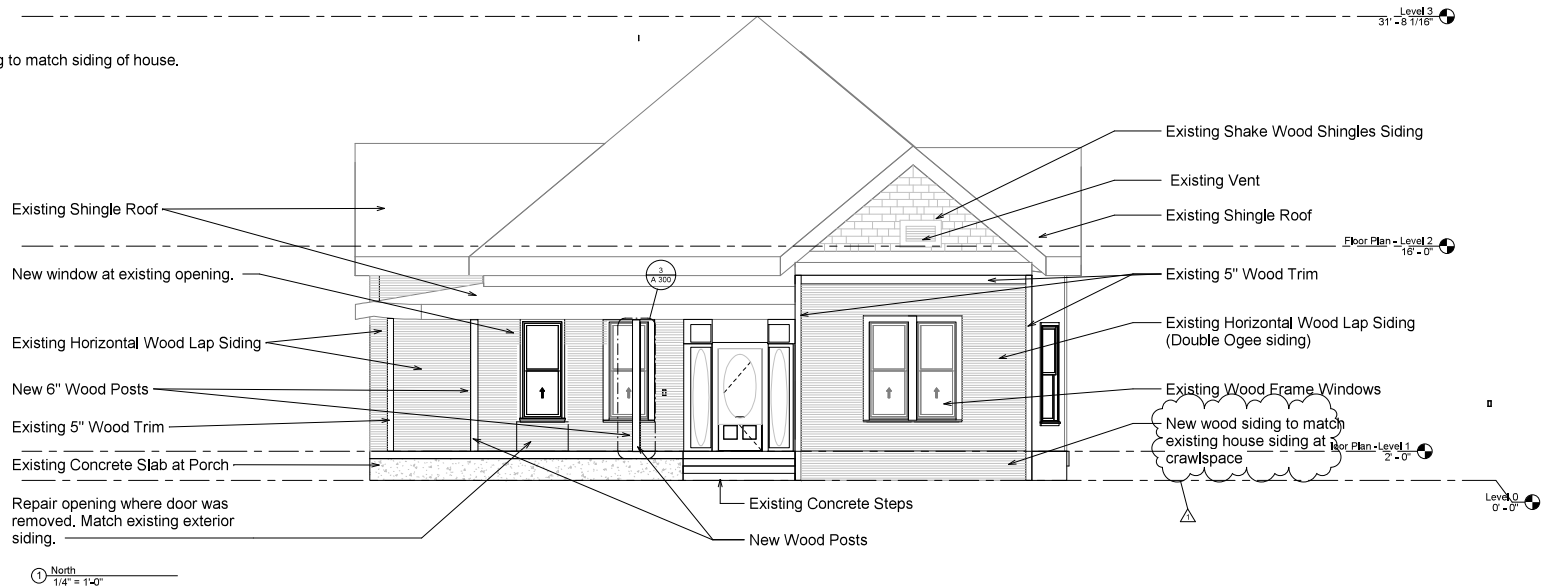 Level 3
31' - 8 1/16"
to match siding of house.
Existing Shake Wood Shingles Siding
Existing Vent
Existing Shingle Roof
Existing Shingle Roof
Floor Plan - Level 2
16' - 0"
New window at existing opening.
3
A 300
Existing 5" Wood Trim
Existing Horizontal Wood Lap Siding
(Double Ogee siding)
Existing Horizontal Wood Lap Siding
New 6" Wood Posts
Existing Wood Frame Windows
Existing 5" Wood Trim
New wood siding to match
existing house siding at
crawlspace
Plan - Level 1
2' - 0"
Existing Concrete Slab at Porch
Repair opening where door was
removed. Match existing exterior
siding.
Existing Concrete Steps
New Wood Posts
Level 0
0' - 0"
1
1
North
1/4" = 1'-0"